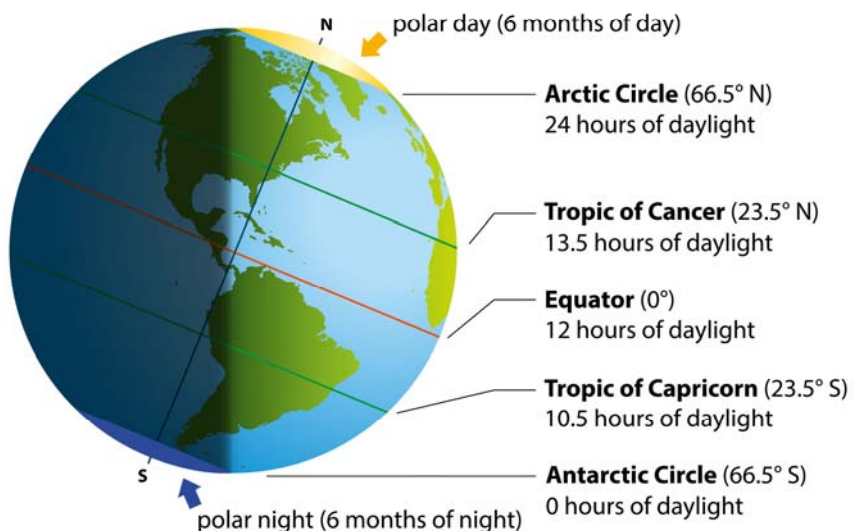 N
polar day (6 months of day)
Arctic Circle (66.5° N)
24 hours of daylight
Tropic of Cancer (23.5° N)
13.5 hours of daylight
Equator (0°)
12 hours of daylight
Tropic of Capricorn (23.5° S)
10.5 hours of daylight
Antarctic Circle (66.5° S)
0 hours of daylight
S
polar night (6 months of night)